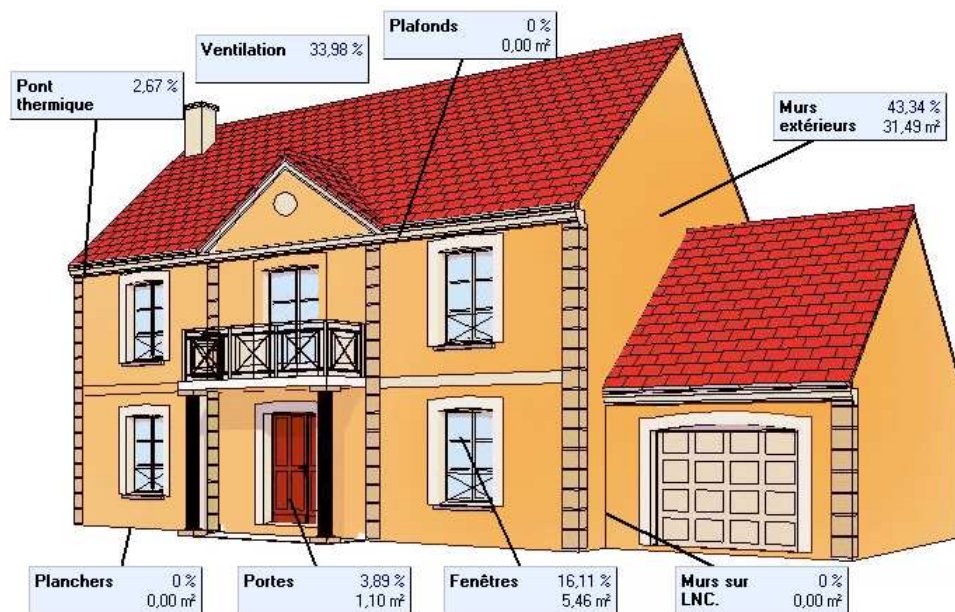 Plafonds 0 %
0,00 m²
Ventilation 33,98 %
Pont 2,67 %
thermique
Murs 43,34 %
extérieurs 31,49 m²
Planchers 0 %
0,00 m²
Portes 3,89 %
1,10 m²
Fenêtres 16,11 %
5,46 m²
Murs sur 0 %
LNC. 0,00 m²